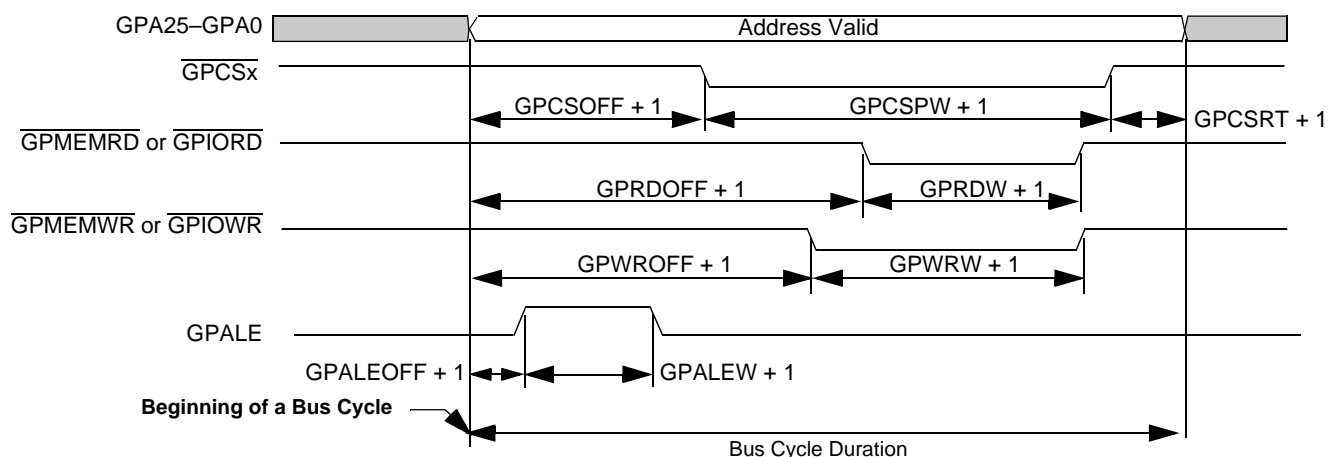 GPA25–GPA0
Address Valid
GPCSx
GPCSOFF + 1
GPCSPW + 1
GPCSRT + 1
GPMEMRD or GPIORD
GPRDOFF + 1
GPRDW + 1
GPMEMWR or GPIOWR
GPWROFF + 1
GPWRW + 1
GPALE
GPALEOFF + 1
GPALEW + 1
Beginning of a Bus Cycle
Bus Cycle Duration